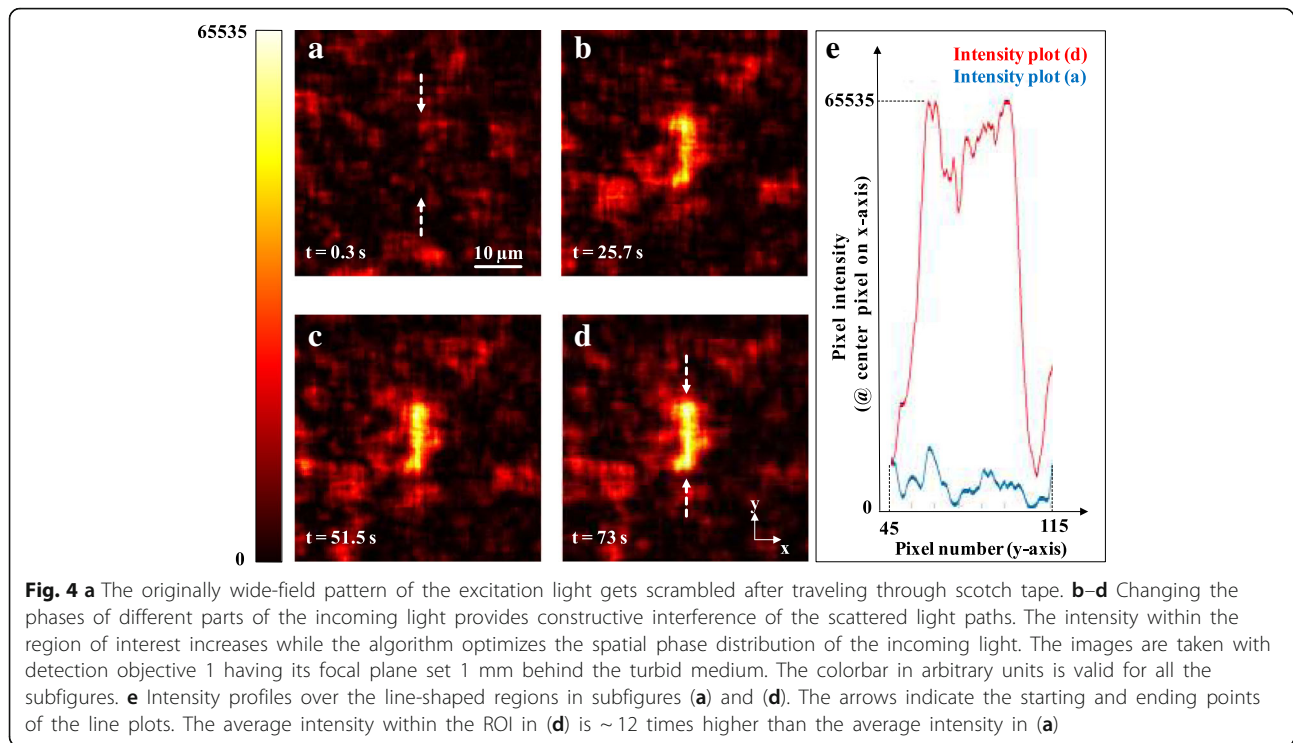 65535
0
a
t = 0.3 s
10 µm
b
t = 25.7 s
c
t = 51.5 s
d
t = 73 s
y
x
e
Intensity plot (d)
Intensity plot (a)
65535
Pixel intensity
(@ center pixel on x-axis)
0
45
115
Pixel number (y-axis)
Fig. 4 a The originally wide-field pattern of the excitation light gets scrambled after traveling through scotch tape. b–d Changing the
phases of different parts of the incoming light provides constructive interference of the scattered light paths. The intensity within the
region of interest increases while the algorithm optimizes the spatial phase distribution of the incoming light. The images are taken with
detection objective 1 having its focal plane set 1 mm behind the turbid medium. The colorbar in arbitrary units is valid for all the
subfigures. e Intensity profiles over the line-shaped regions in subfigures (a) and (d). The arrows indicate the starting and ending points
of the line plots. The average intensity within the ROI in (d) is ~ 12 times higher than the average intensity in (a)